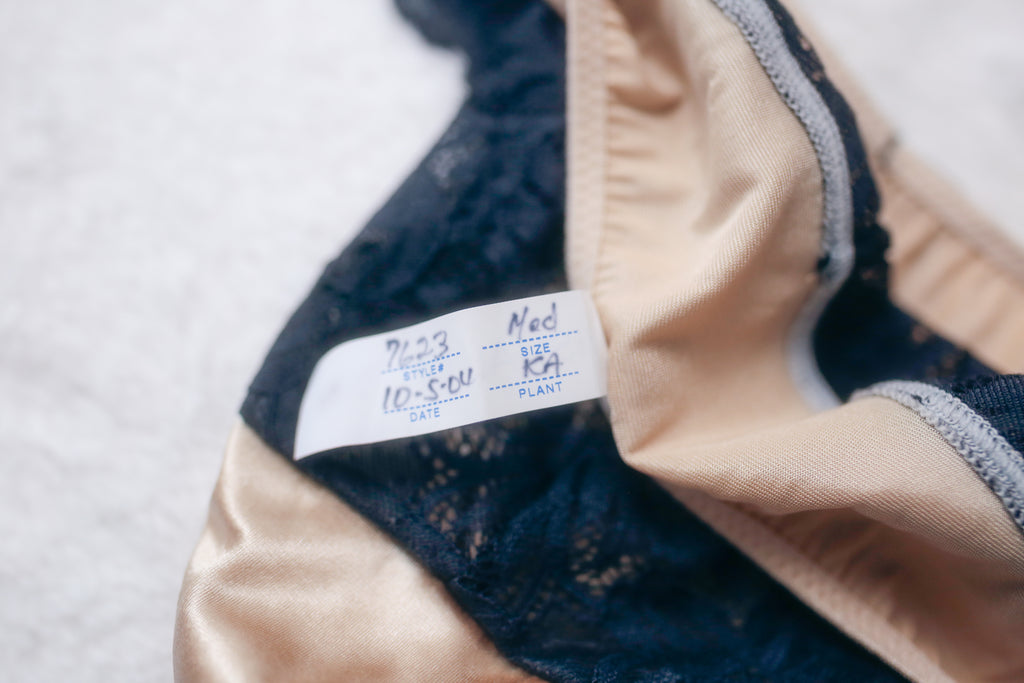 7623 Med
STYLE# SIZE
10-5-04 KA
DATE PLANT